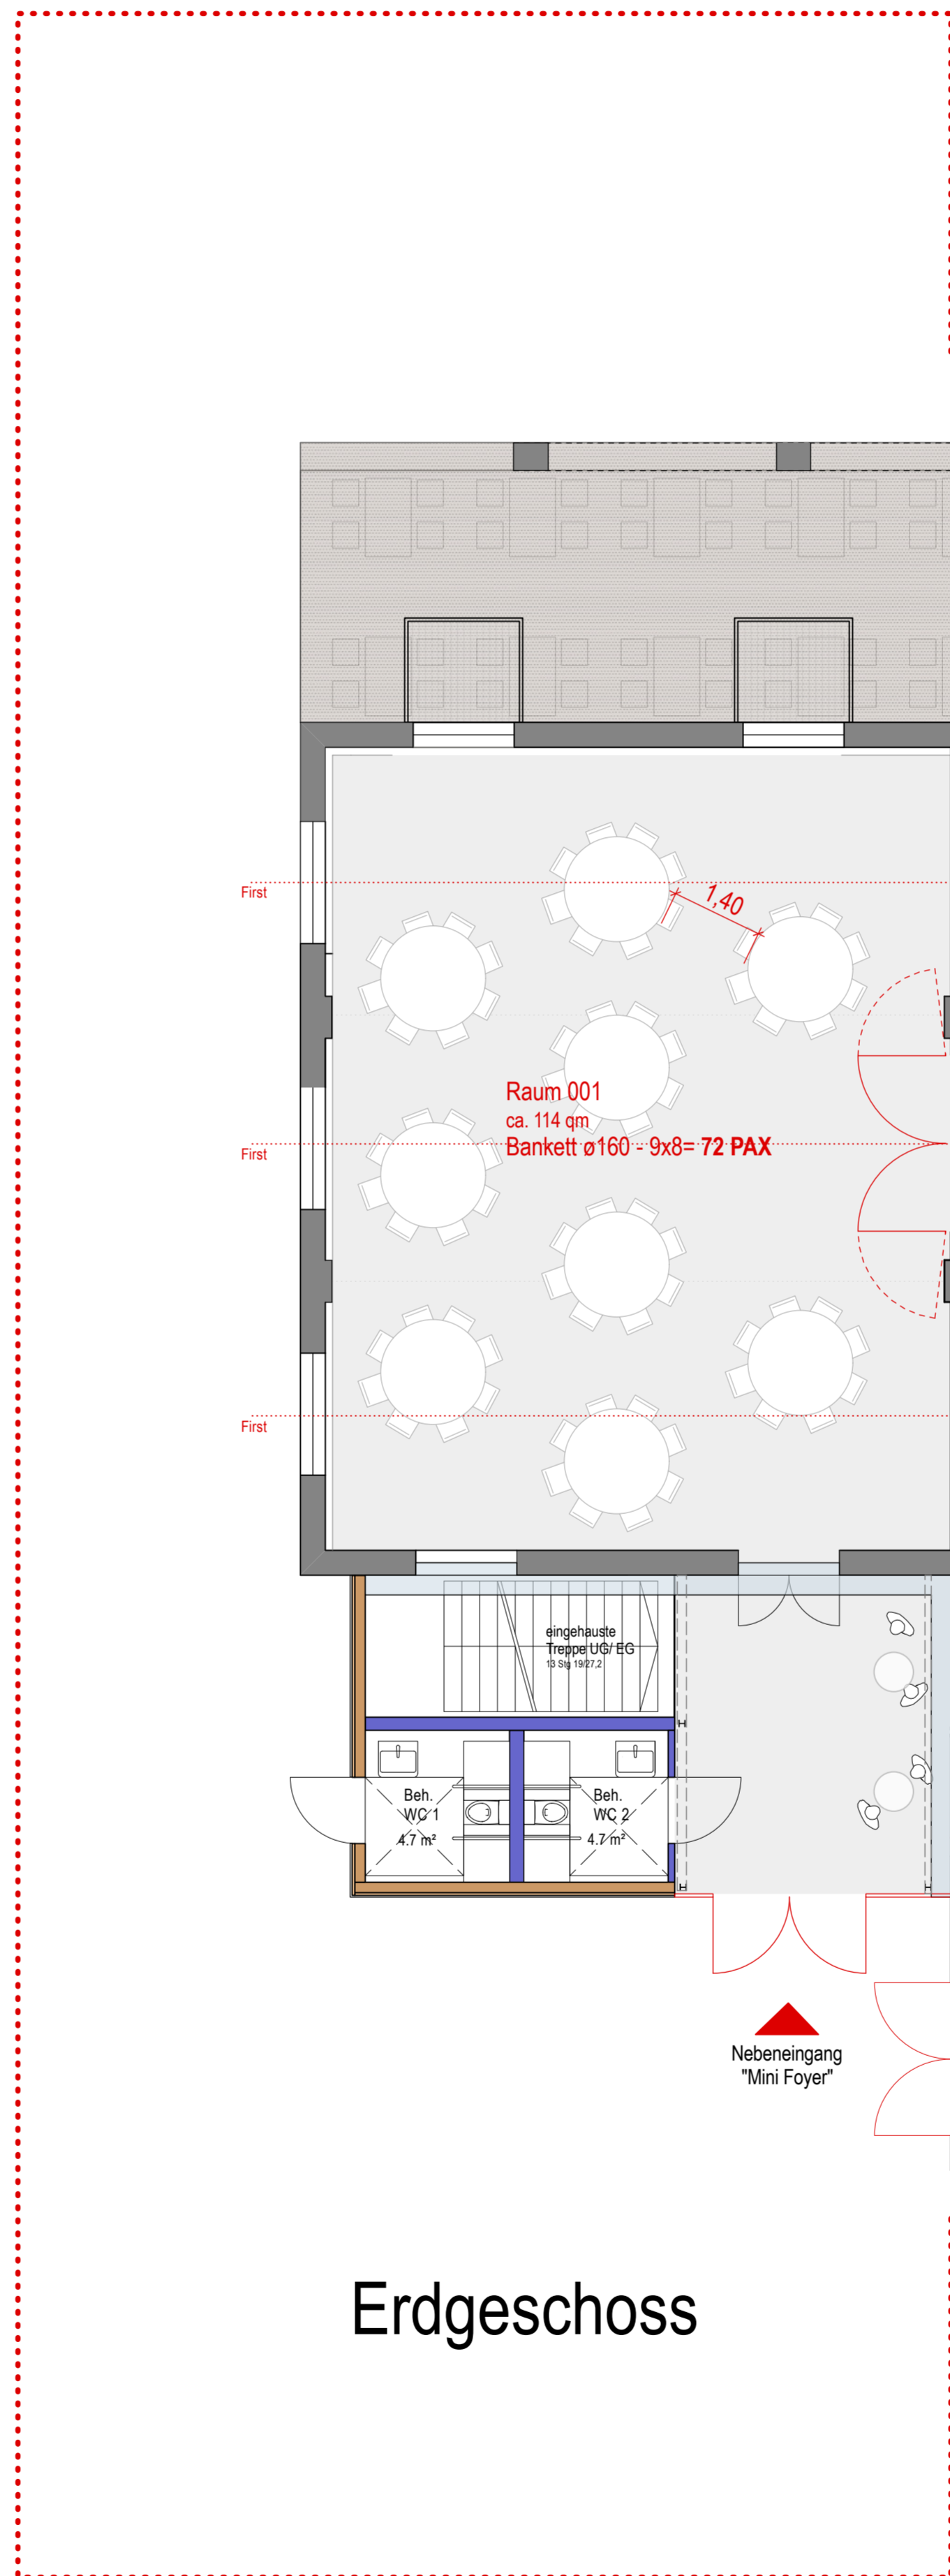 First
1,40
Raum 001
ca. 114 qm
Bankett ø160 - 9x8= 72 PAX
First
First
eingehauste
Treppe UG/ EG
13 Stg 19/27,2
Beh.
WC 1
4.7 m²
Beh.
WC 2
4.7 m²
Nebeneingang
"Mini Foyer"
Erdgeschoss